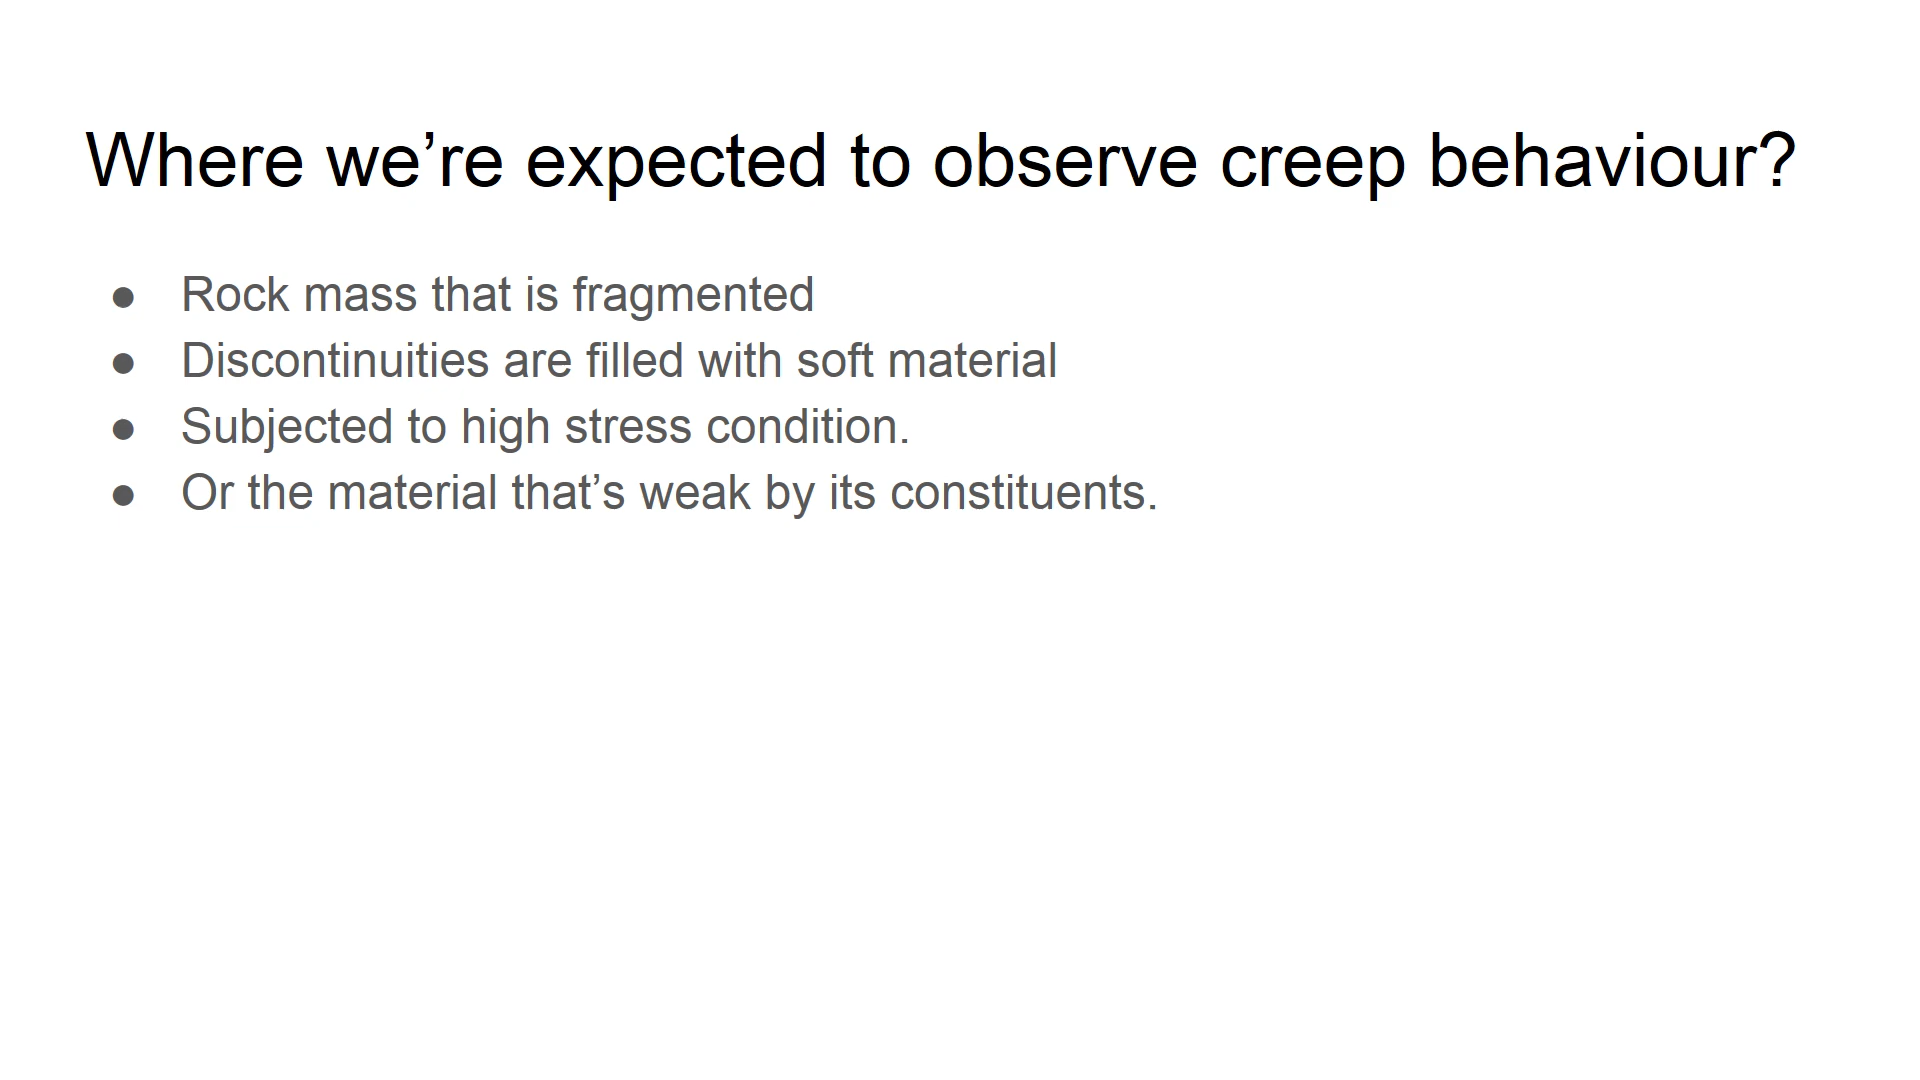 Where we’re expected to observe creep behaviour?
● Rock mass that is fragmented
● Discontinuities are filled with soft material
● Subjected to high stress condition.
● Or the material that’s weak by its constituents.